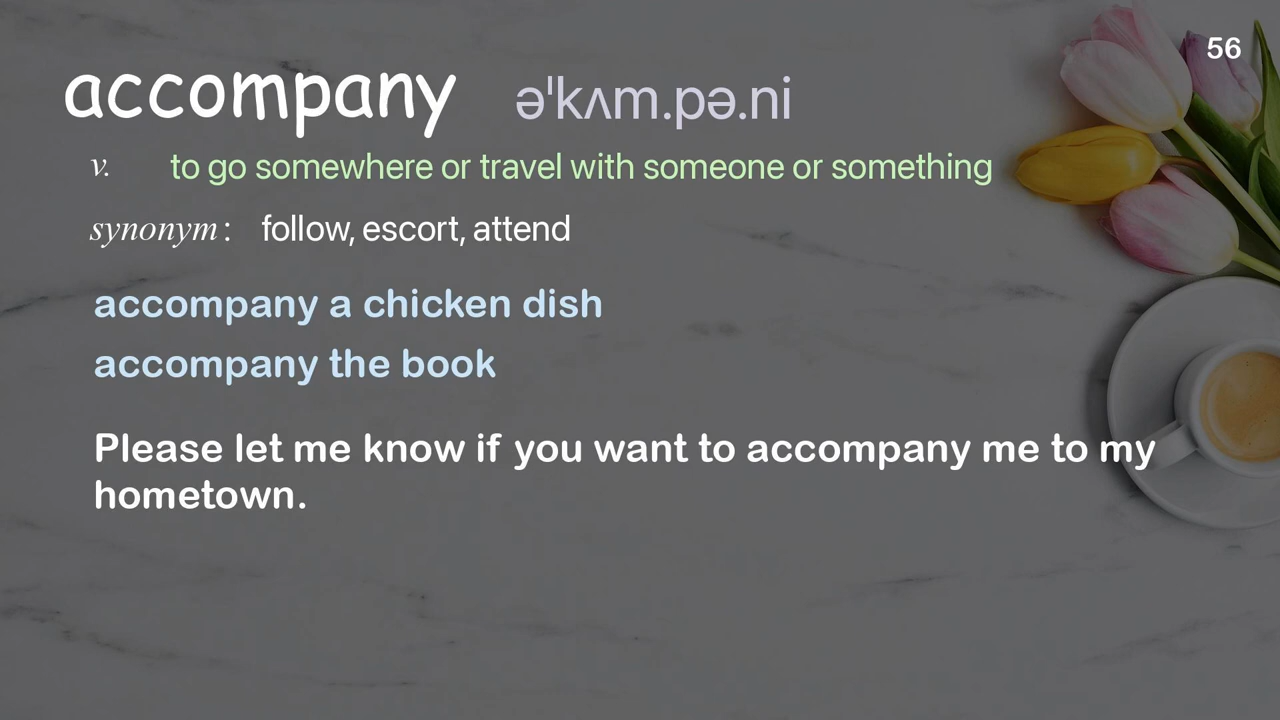 56
accompany əˈkʌm.pə.ni
v. to go somewhere or travel with someone or something
synonym: follow, escort, attend
accompany a chicken dish
accompany the book
Please let me know if you want to accompany me to my
hometown.